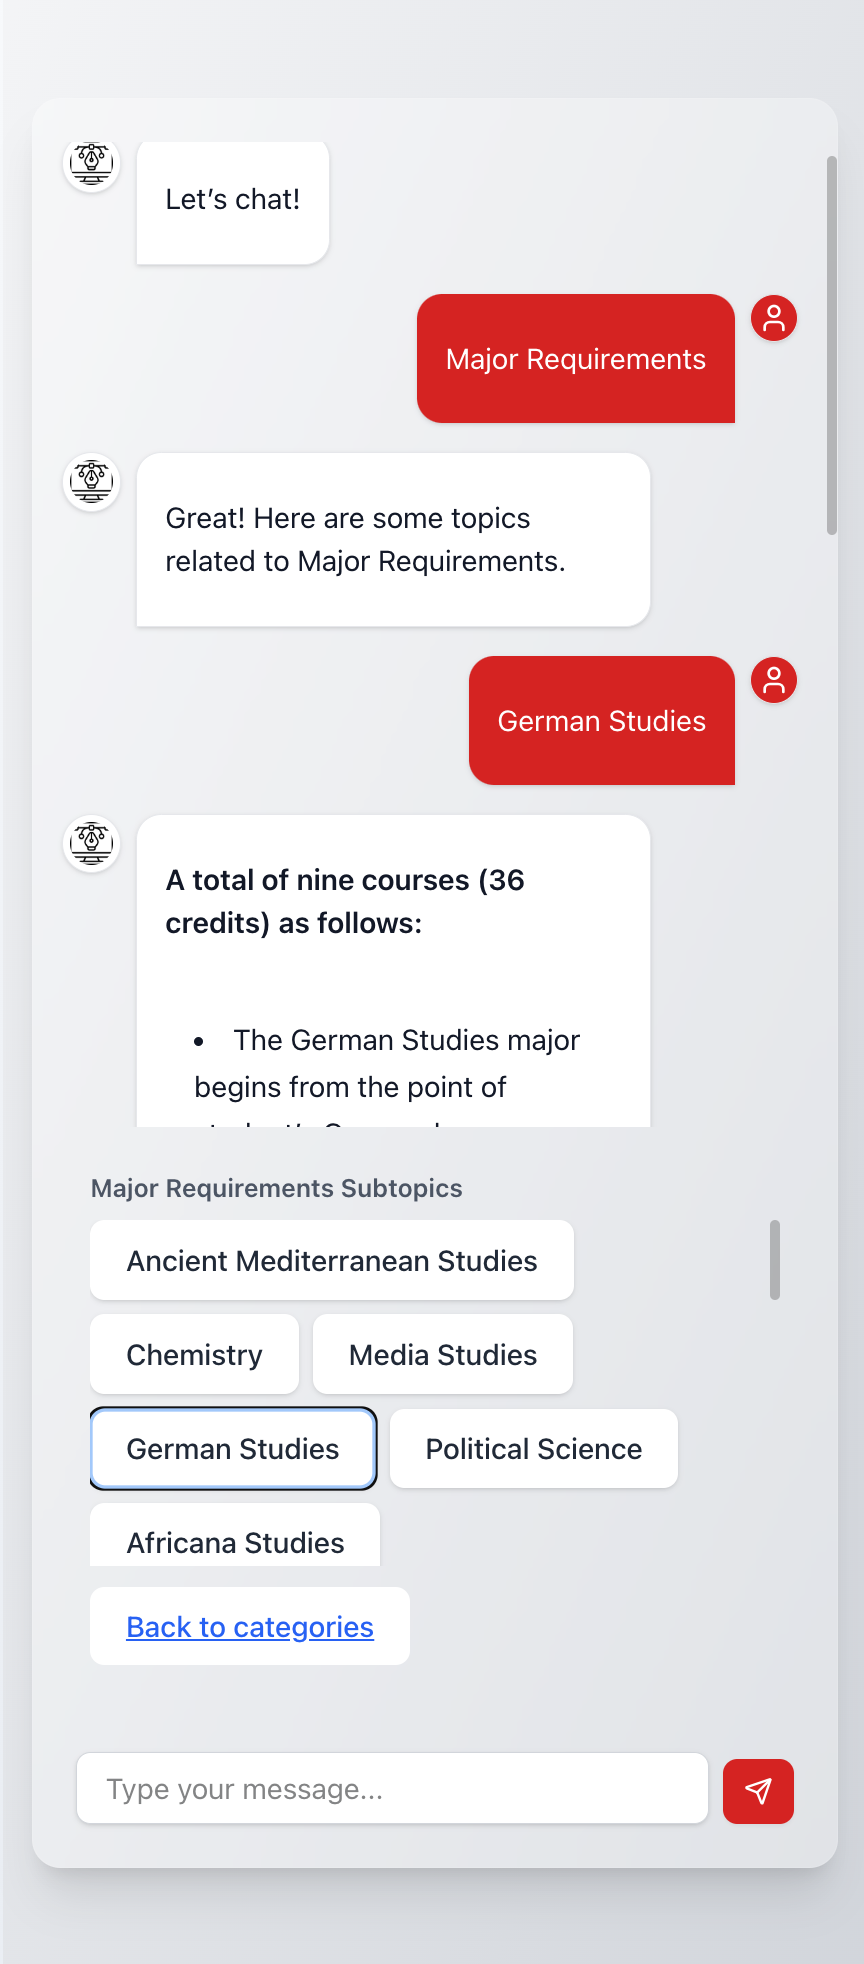 Let’s chat!
Major Requirements
Great! Here are some topics
related to Major Requirements.
German Studies
A total of nine courses (36
credits) as follows:
• The German Studies major
begins from the point of
Major Requirements Subtopics
Ancient Mediterranean Studies
Chemistry
Media Studies
German Studies
Political Science
Africana Studies
Back to categories
Type your message...